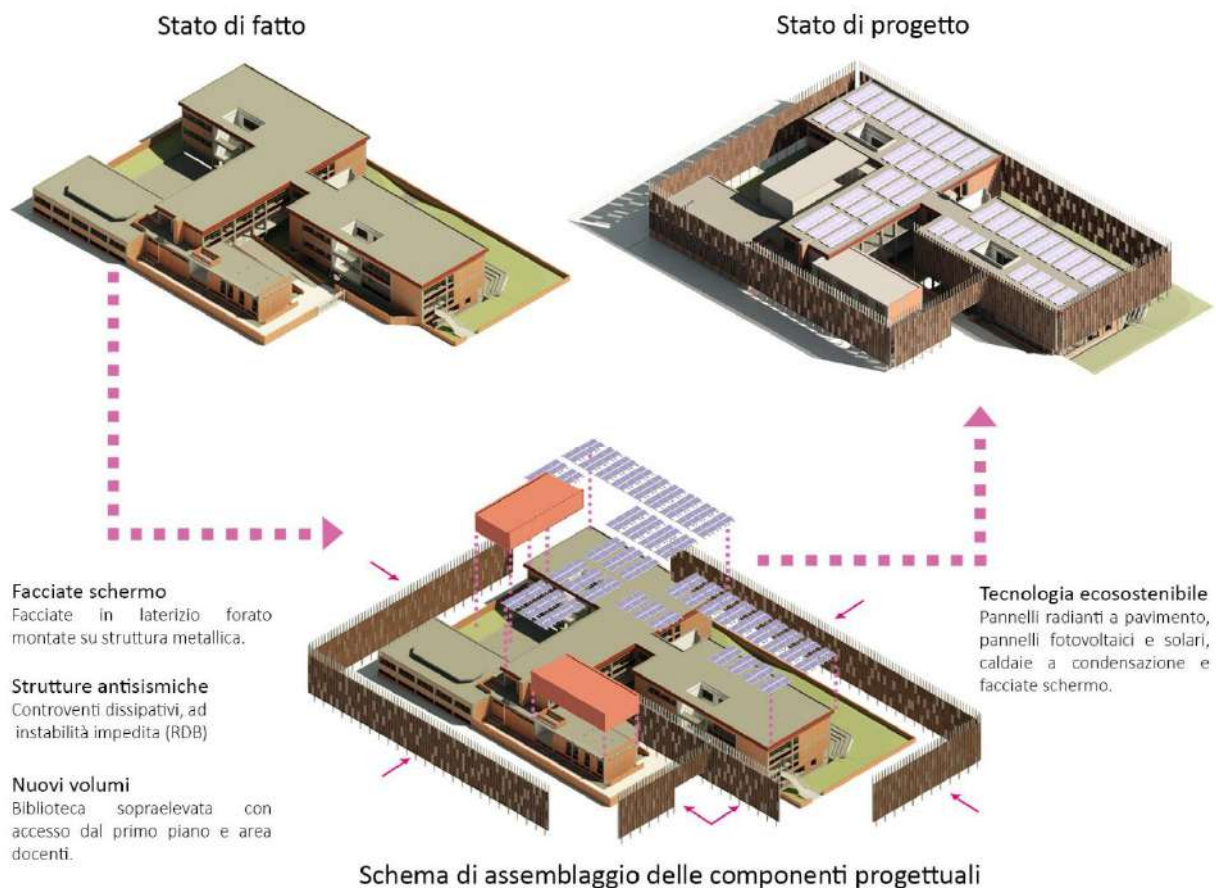 Stato di fatto
Stato di progetto
Facciate schermo
Facciate in laterizio forato
montate su struttura metallica.
Strutture antisismiche
Controventi dissipativi, ad
instabilità impedita (RDB)
Nuovi volumi
Biblioteca sopraelevata con
accesso dal primo piano e area
docenti.
Tecnologia ecosostenibile
Pannelli radianti a pavimento,
pannelli fotovoltaici e solari,
caldaie a condensazione e
facciate schermo.
Schema di assemblaggio delle componenti progettuali